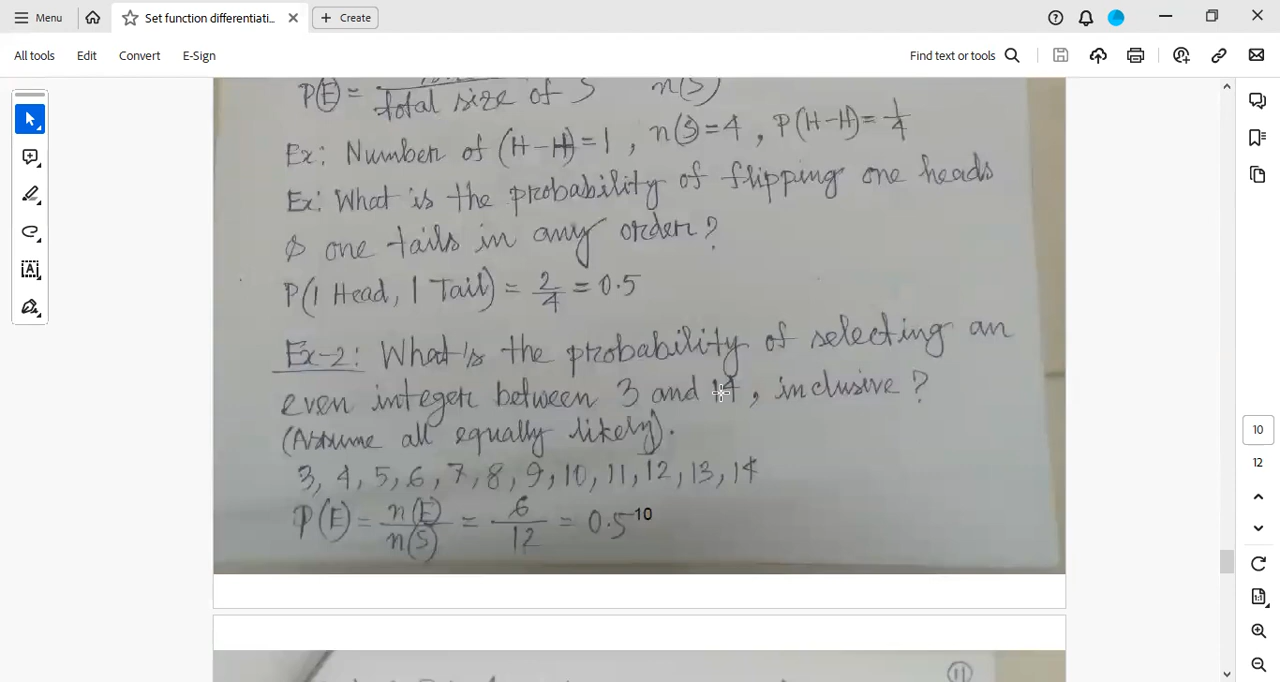 Menu
Set function differentiati...
Create
All tools
Edit
Convert
E-Sign
Find text or tools
P(E) = total size of S n(S)
Ex: Number of (H-H) = 1, n(S) = 4, P(H-H) = 1/4
Ex: What is the probability of flipping one heads
& one tails in any order?
P(1 Head, 1 Tail) = 2/4 = 0.5
Ex-2: What is the probability of selecting an
even integer between 3 and 14, inclusive?
(Assume all equally likely).
3, 4, 5, 6, 7, 8, 9, 10, 11, 12, 13, 14
P(E) = n(E)/n(S) = 6/12 = 0.5 10
10
12
1:1
11